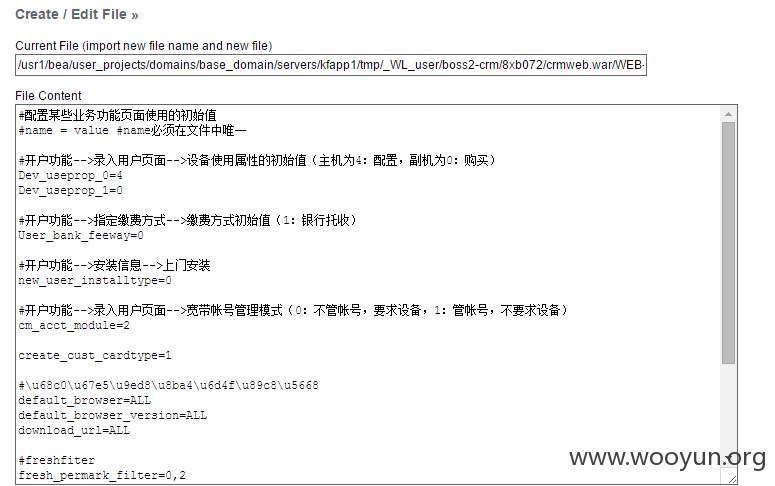 Create / Edit File »
Current File (import new file name and new file)
/usr1/bea/user_projects/domains/base_domain/servers/kfapp1/tmp/_WL_user/boss2-crm/8xb072/crmweb.war/WEB-
File Content
#配置某些业务功能页面使用的初始值
#name = value #name必须在文件中唯一
#开户功能-->录入用户页面-->设备使用属性的初始值（主机为4：配置，副机为0：购买）
Dev_useprop_0=4
Dev_useprop_1=0
#开户功能-->指定缴费方式-->缴费方式初始值（1：银行托收）
User_bank_feeway=0
#开户功能-->安装信息-->上门安装
new_user_installtype=0
#开户功能-->录入用户页面-->宽带帐号管理模式（0：不管帐号，要求设备，1：管帐号，不要求设备）
cm_acct_module=2
create_cust_cardtype=1
#\u68c0\u67e5\u9ed8\u8ba4\u6d4f\u89c8\u5668
default_browser=ALL
default_browser_version=ALL
download_url=ALL
#freshfiter
fresh_permark_filter=0,2
www.wooyun.org